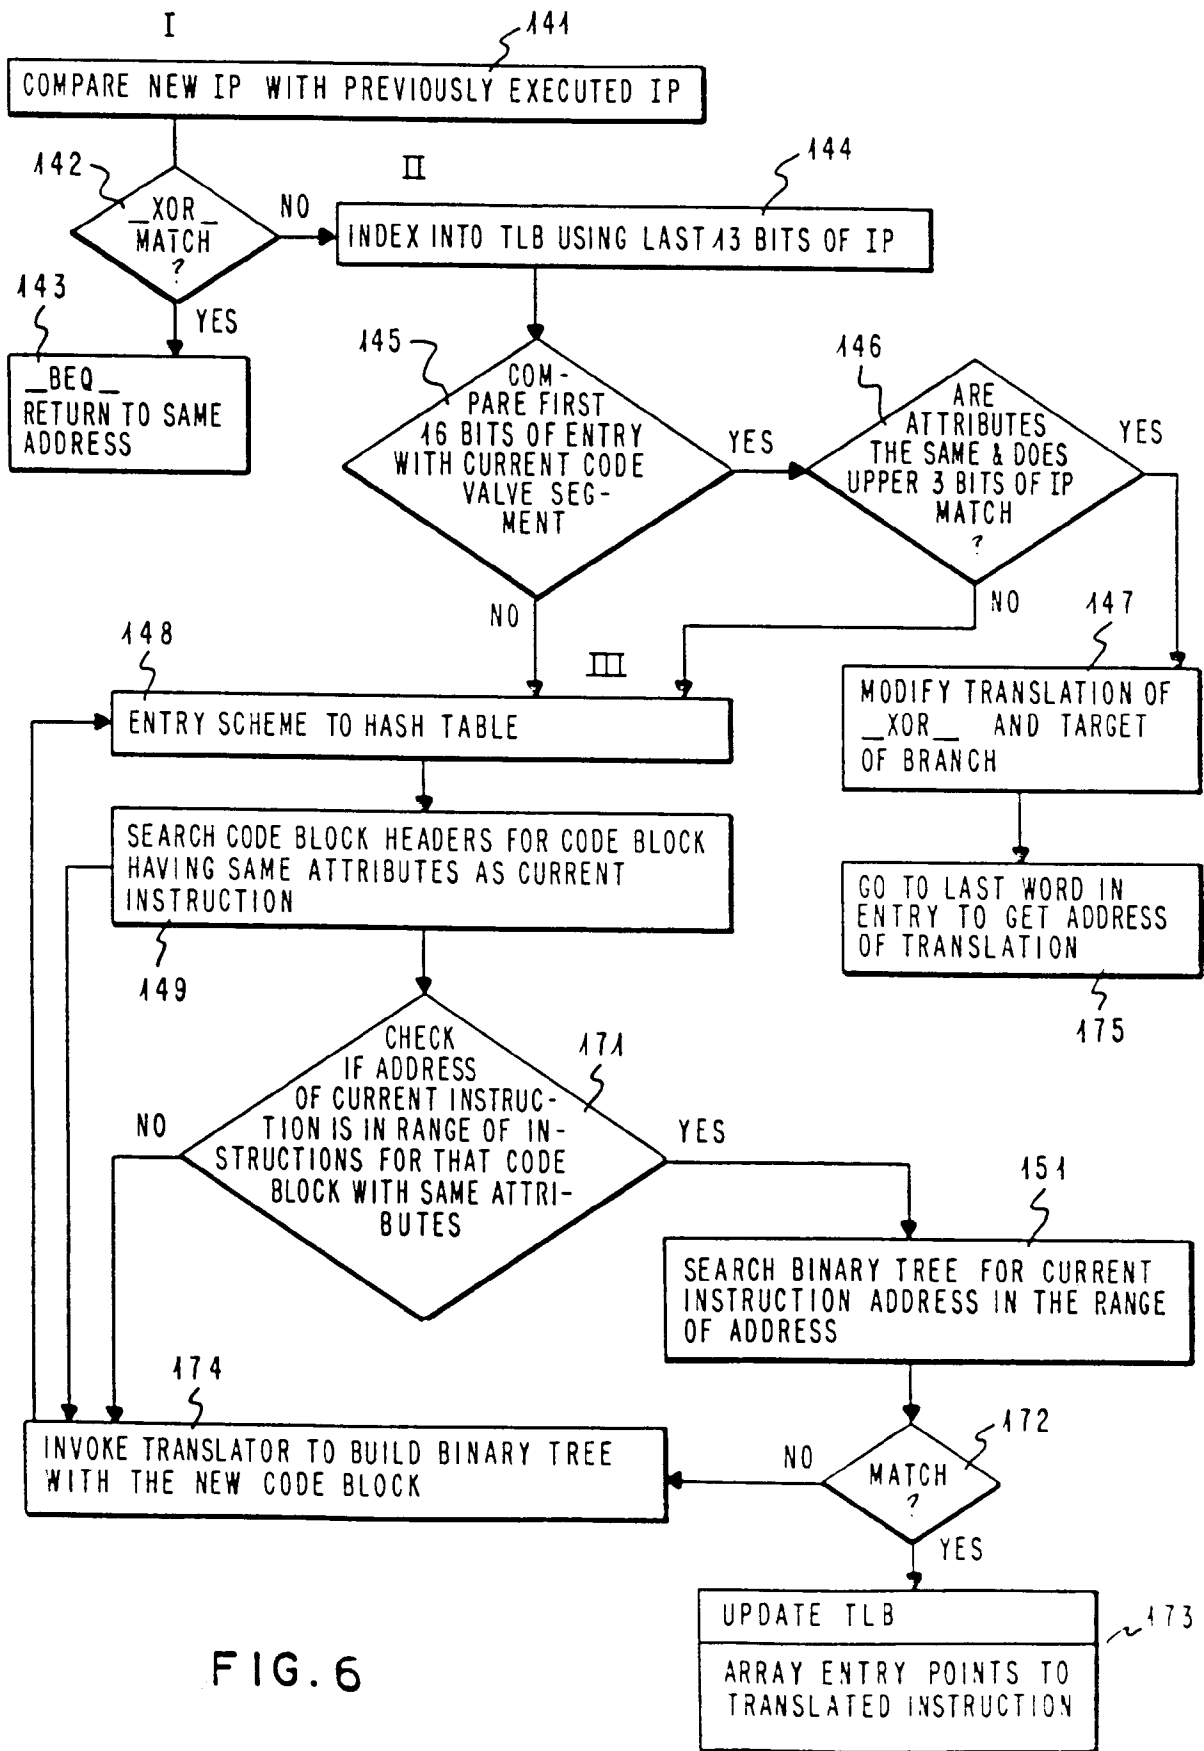 I
141
COMPARE NEW IP WITH PREVIOUSLY EXECUTED IP
142
__XOR__
MATCH
?
NO
YES
143
__BEQ__
RETURN TO SAME
ADDRESS
II
144
INDEX INTO TLB USING LAST 13 BITS OF IP
145
COM-
PARE FIRST
16 BITS OF ENTRY
WITH CURRENT CODE
VALVE SEG-
MENT
YES
NO
146
ARE
ATTRIBUTES
THE SAME & DOES
UPPER 3 BITS OF IP
MATCH
?
YES
NO
147
MODIFY TRANSLATION OF
__XOR__ AND TARGET
OF BRANCH
GO TO LAST WORD IN
ENTRY TO GET ADDRESS
OF TRANSLATION
175
III
148
ENTRY SCHEME TO HASH TABLE
SEARCH CODE BLOCK HEADERS FOR CODE BLOCK
HAVING SAME ATTRIBUTES AS CURRENT
INSTRUCTION
149
CHECK
IF ADDRESS
OF CURRENT INSTRUC-
TION IS IN RANGE OF IN-
STRUCTIONS FOR THAT CODE
BLOCK WITH SAME ATTRI-
BUTES
171
NO
YES
151
SEARCH BINARY TREE FOR CURRENT
INSTRUCTION ADDRESS IN THE RANGE
OF ADDRESS
174
INVOKE TRANSLATOR TO BUILD BINARY TREE
WITH THE NEW CODE BLOCK
172
MATCH
?
NO
YES
UPDATE TLB
ARRAY ENTRY POINTS TO
TRANSLATED INSTRUCTION
173
FIG. 6